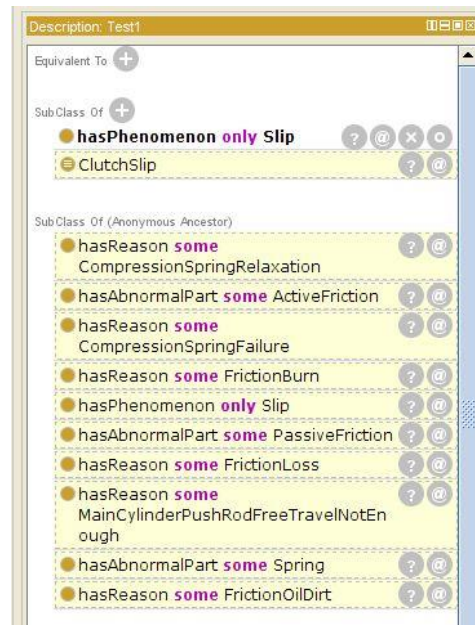 Description: Test1
Equivalent To
SubClass Of
hasPhenomenon only Slip
ClutchSlip
SubClass Of (Anonymous Ancestor)
hasReason some
CompressionSpringRelaxation
hasAbnormalPart some ActiveFriction
hasReason some
CompressionSpringFailure
hasReason some FrictionBurn
hasPhenomenon only Slip
hasAbnormalPart some PassiveFriction
hasReason some FrictionLoss
hasReason some
MainCylinderPushRodFreeTravelNotEn
ough
hasAbnormalPart some Spring
hasReason some FrictionOilDirt